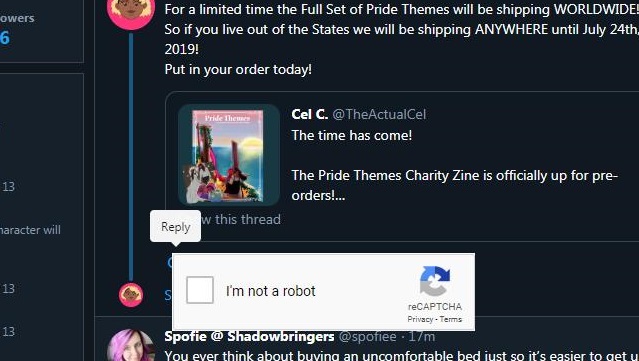 owers
6
13
haracter will
13
13
For a limited time the Full Set of Pride Themes will be shipping WORLDWIDE!
So if you live out of the States we will be shipping ANYWHERE until July 24th,
2019!
Put in your order today!
Pride Themes
Cel C. @TheActualCel
The time has come!
The Pride Themes Charity Zine is officially up for pre-
orders!...
w this thread
Reply
I'm not a robot
reCAPTCHA
Privacy - Terms
S
Spofie @ Shadowbringers @spofiee · 17m
You ever think about buying an uncomfortable bed just so it's easier to get u